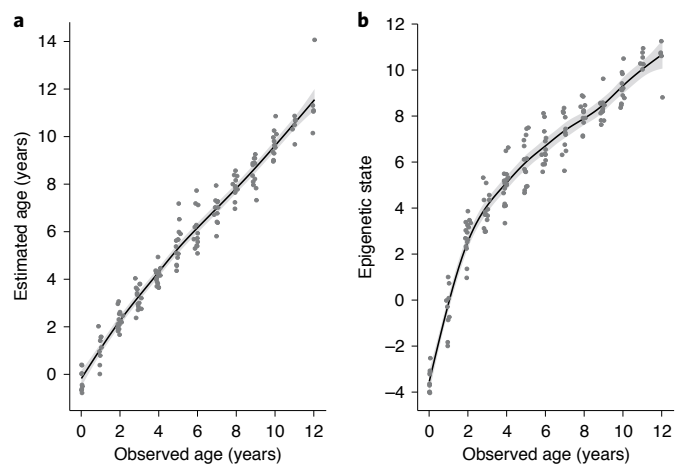 a
14
12
10
8
6
4
2
0
Estimated age (years)
0 2 4 6 8 10 12
Observed age (years)
b
12
10
8
6
4
2
0
–2
–4
Epigenetic state
0 2 4 6 8 10 12
Observed age (years)